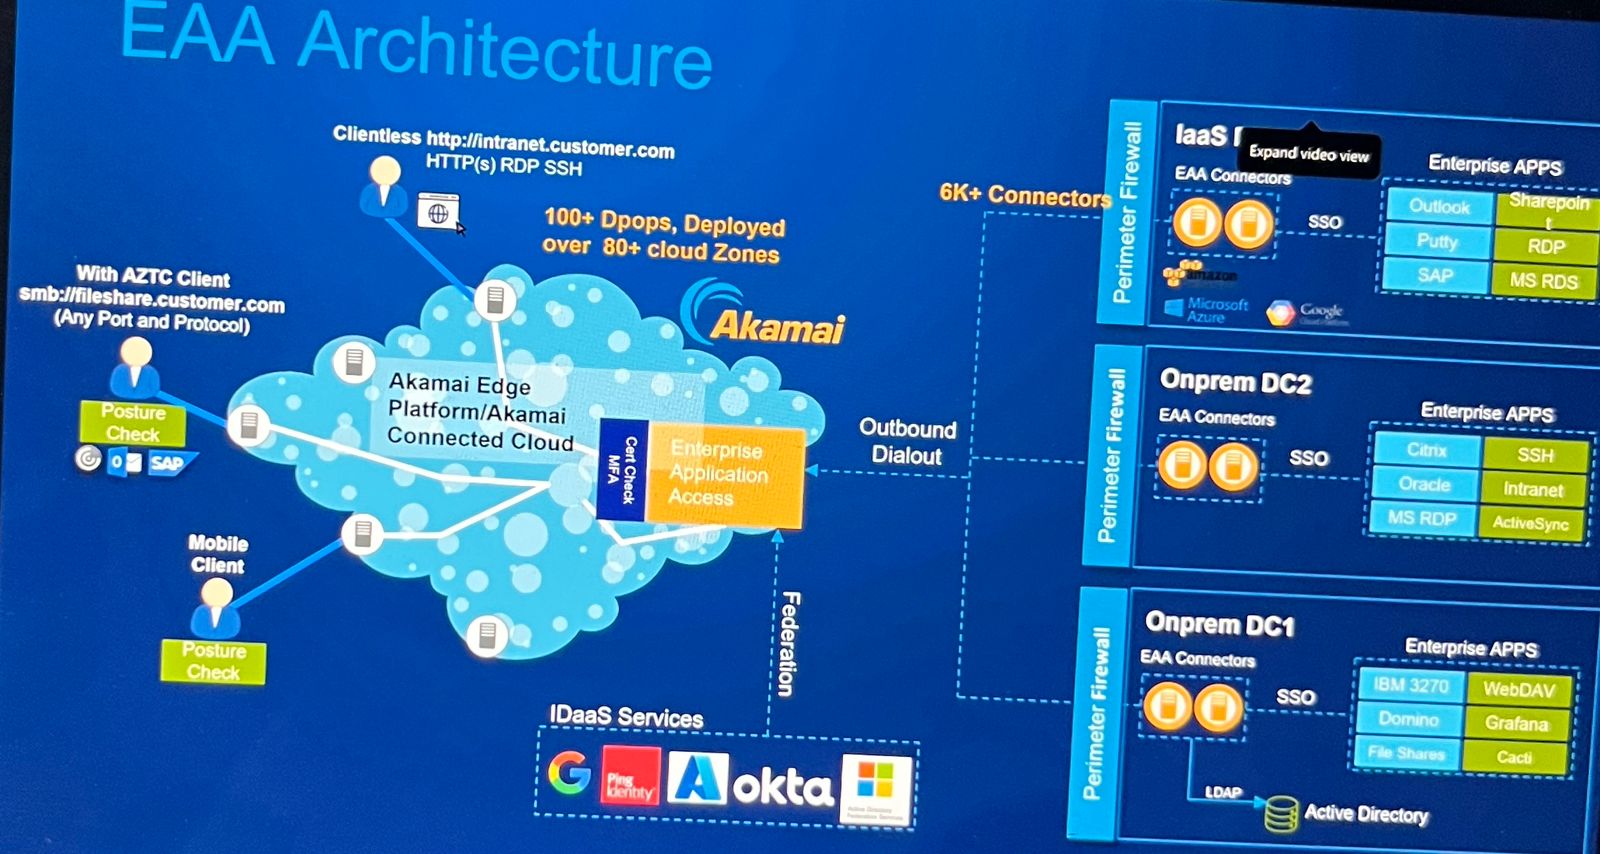 EAA Architecture
Clientless http://intranet.customer.com
HTTP(s) RDP SSH
100+ Dpops, Deployed
over 80+ cloud Zones
With AZTC Client
smb://fileshare.customer.com
(Any Port and Protocol)
Posture
Check
SAP
Mobile
Client
Posture
Check
Akamai
Akamai Edge
Platform/Akamai
Connected Cloud
Cert Check
MFA
Enterprise
Application
Access
Outbound
Dialout
6K+ Connectors
Federation
IDaaS Services
G
Ping
Identity
okta
Active Directory
Federation Services
Perimeter Firewall
IaaS
Expand video view
EAA Connectors
SSO
Enterprise APPS
Outlook
Sharepoin
t
Putty
RDP
SAP
MS RDS
amazon
Microsoft
Azure
Google
Perimeter Firewall
Onprem DC2
EAA Connectors
SSO
Enterprise APPS
Citrix
SSH
Oracle
Intranet
MS RDP
ActiveSync
Perimeter Firewall
Onprem DC1
EAA Connectors
SSO
Enterprise APPS
IBM 3270
WebDAV
Domino
Grafana
File Shares
Cacti
LDAP
Active Directory